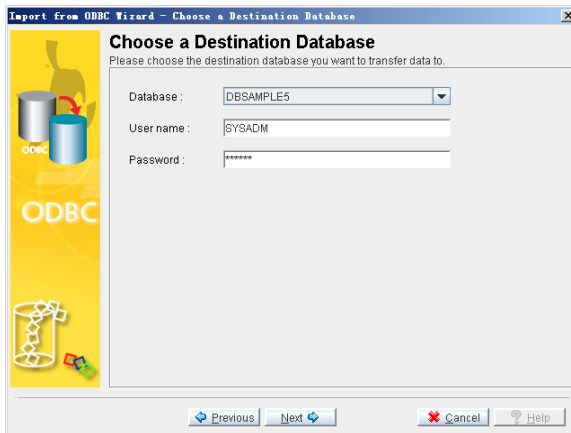 Import from ODBC Wizard - Choose a Destination Database
Choose a Destination Database
Please choose the destination database you want to transfer data to.
Database : DBSAMPLE5
User name : SYSADM
Password : ******
ODBC
ODBC
Previous Next Cancel Help